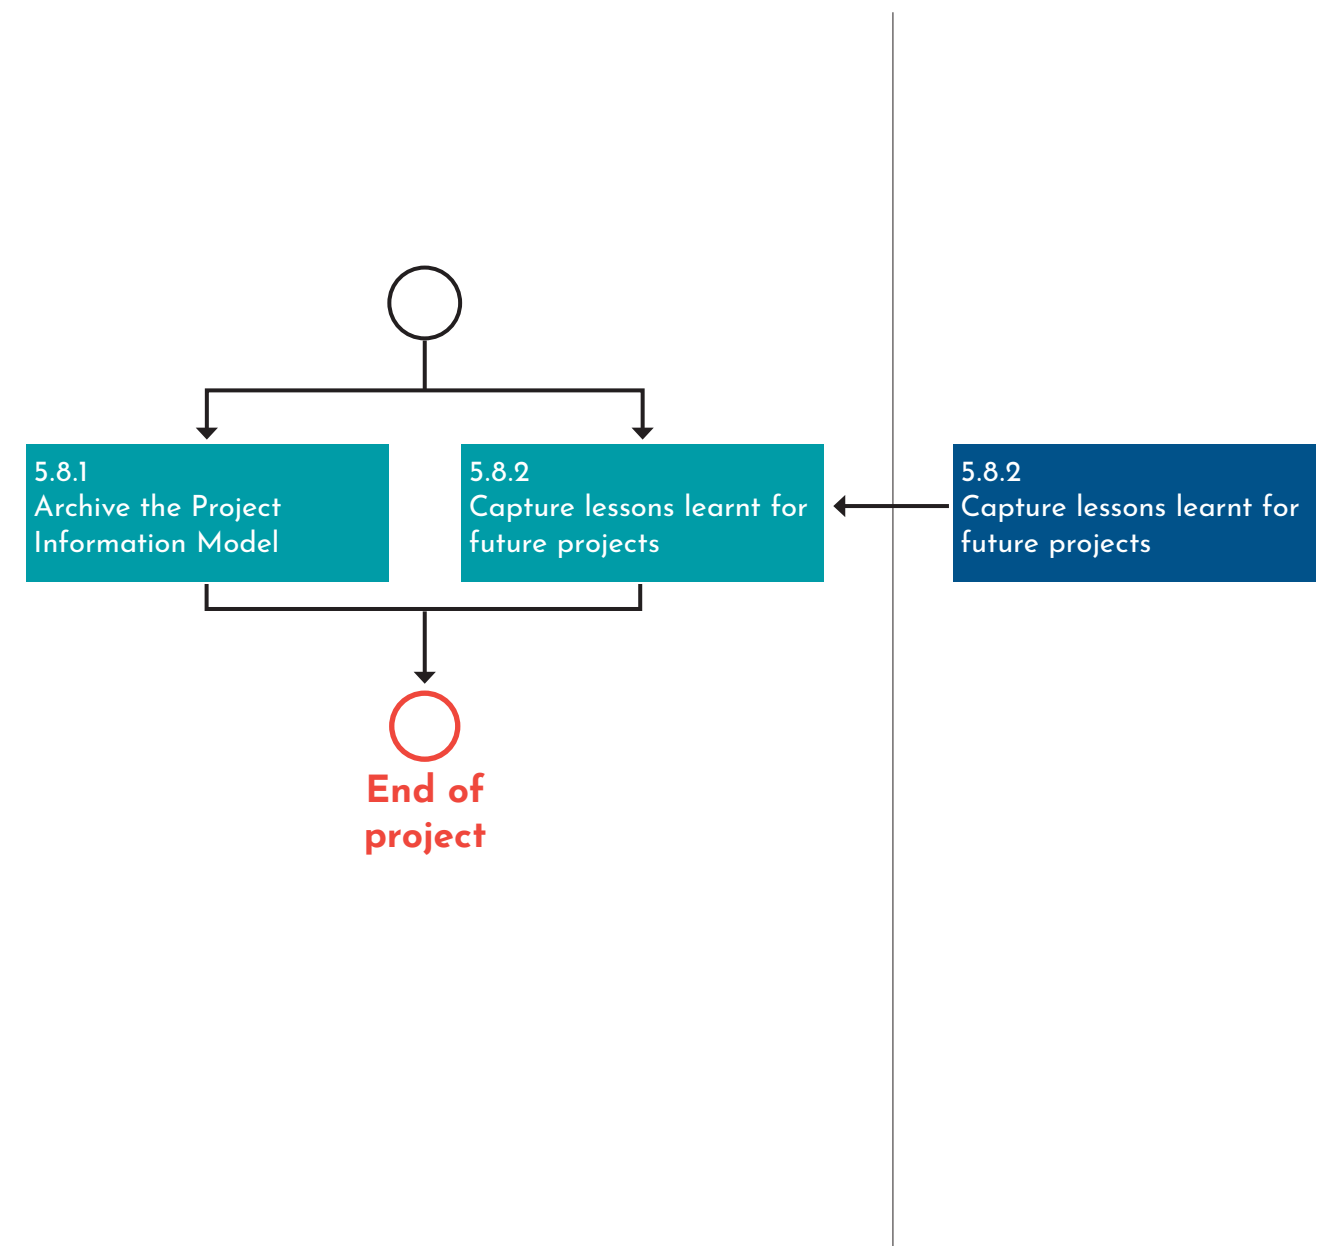 5.8.1
Archive the Project
Information Model
5.8.2
Capture lessons learnt for
future projects
5.8.2
Capture lessons learnt for
future projects
End of
project